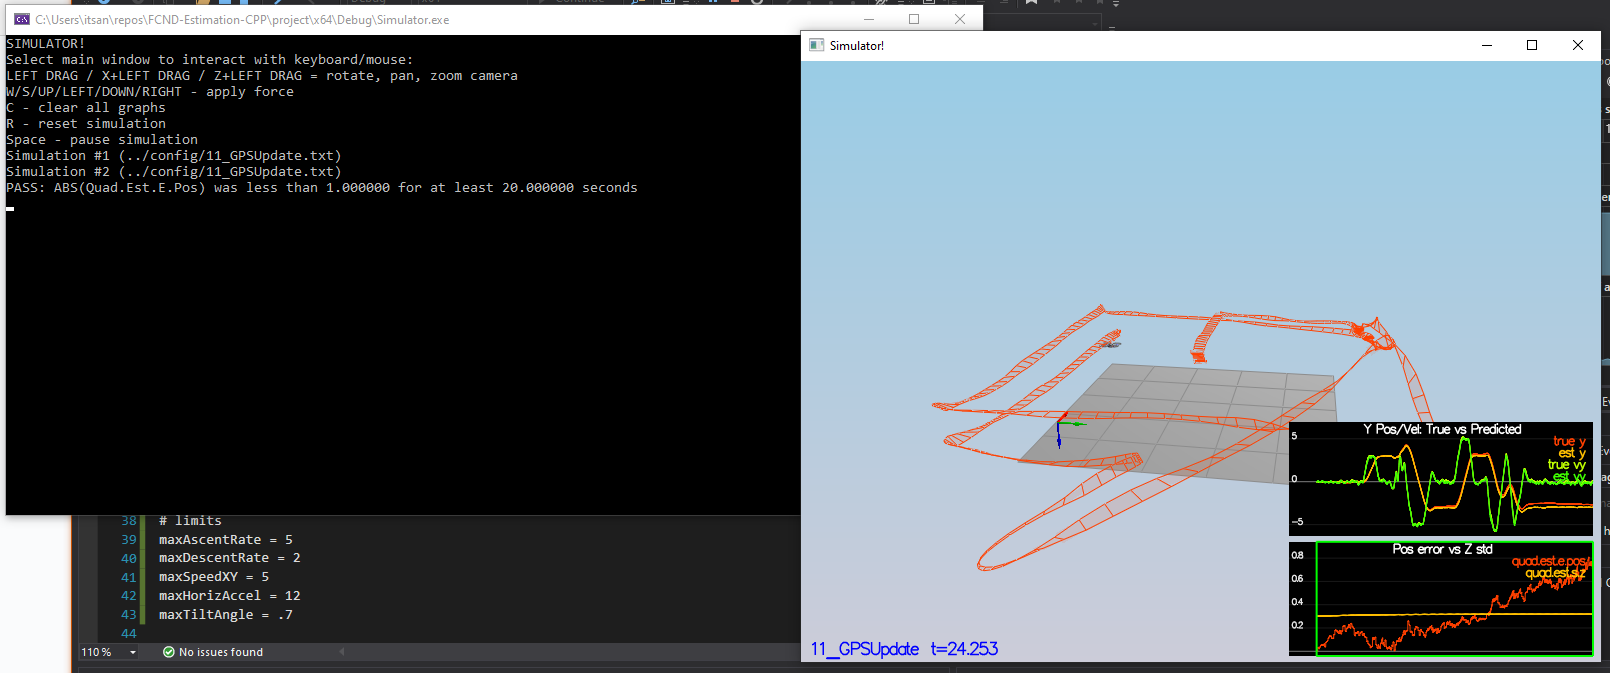 C:\Users\itsan\repos\FCND-Estimation-CPP\project\x64\Debug\Simulator.exe
SIMULATOR!
Select main window to interact with keyboard/mouse:
LEFT DRAG / X+LEFT DRAG / Z+LEFT DRAG = rotate, pan, zoom camera
W/S/UP/LEFT/DOWN/RIGHT - apply force
C - clear all graphs
R - reset simulation
Space - pause simulation
Simulation #1 (../config/11_GPSUpdate.txt)
Simulation #2 (../config/11_GPSUpdate.txt)
PASS: ABS(Quad.Est.E.Pos) was less than 1.000000 for at least 20.000000 seconds
38 # limits
39 maxAscentRate = 5
40 maxDescentRate = 2
41 maxSpeedXY = 5
42 maxHorizAccel = 12
43 maxTiltAngle = .7
44
110 %
No issues found
Simulator!
Y Pos/Vel: True vs Predicted
5
0
-5
true y
est y
true vy
est vy
Pos error vs Z std
0.8
0.6
0.4
0.2
quad.est.e.pos
quad.est.s.z
11_GPSUpdate t=24.253